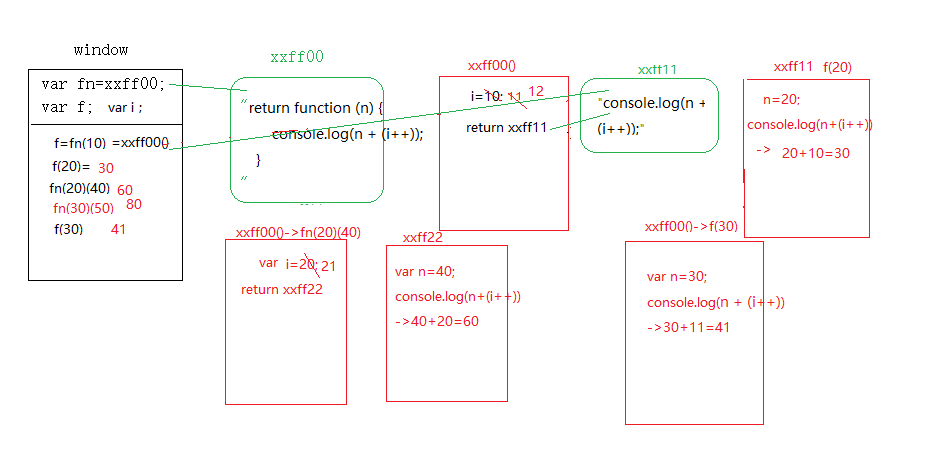 window
var fn=xxff00;
var f; var i;
f=fn(10) =xxff00()
f(20)= 30
fn(20)(40) 60
fn(30)(50) 80
f(30) 41
xxff00
"return function (n) {
console.log(n + (i++));
}
"
xxff00()
i=10; 11 12
return xxff11
xxff11
"console.log(n +
(i++));"
xxff11 f(20)
n=20;
console.log(n+(i++))
-> 20+10=30
xxff00()->fn(20)(40)
var i=20; 21
return xxff22
xxff22
var n=40;
console.log(n+(i++))
->40+20=60
xxff00()->f(30)
var n=30;
console.log(n + (i++))
->30+11=41